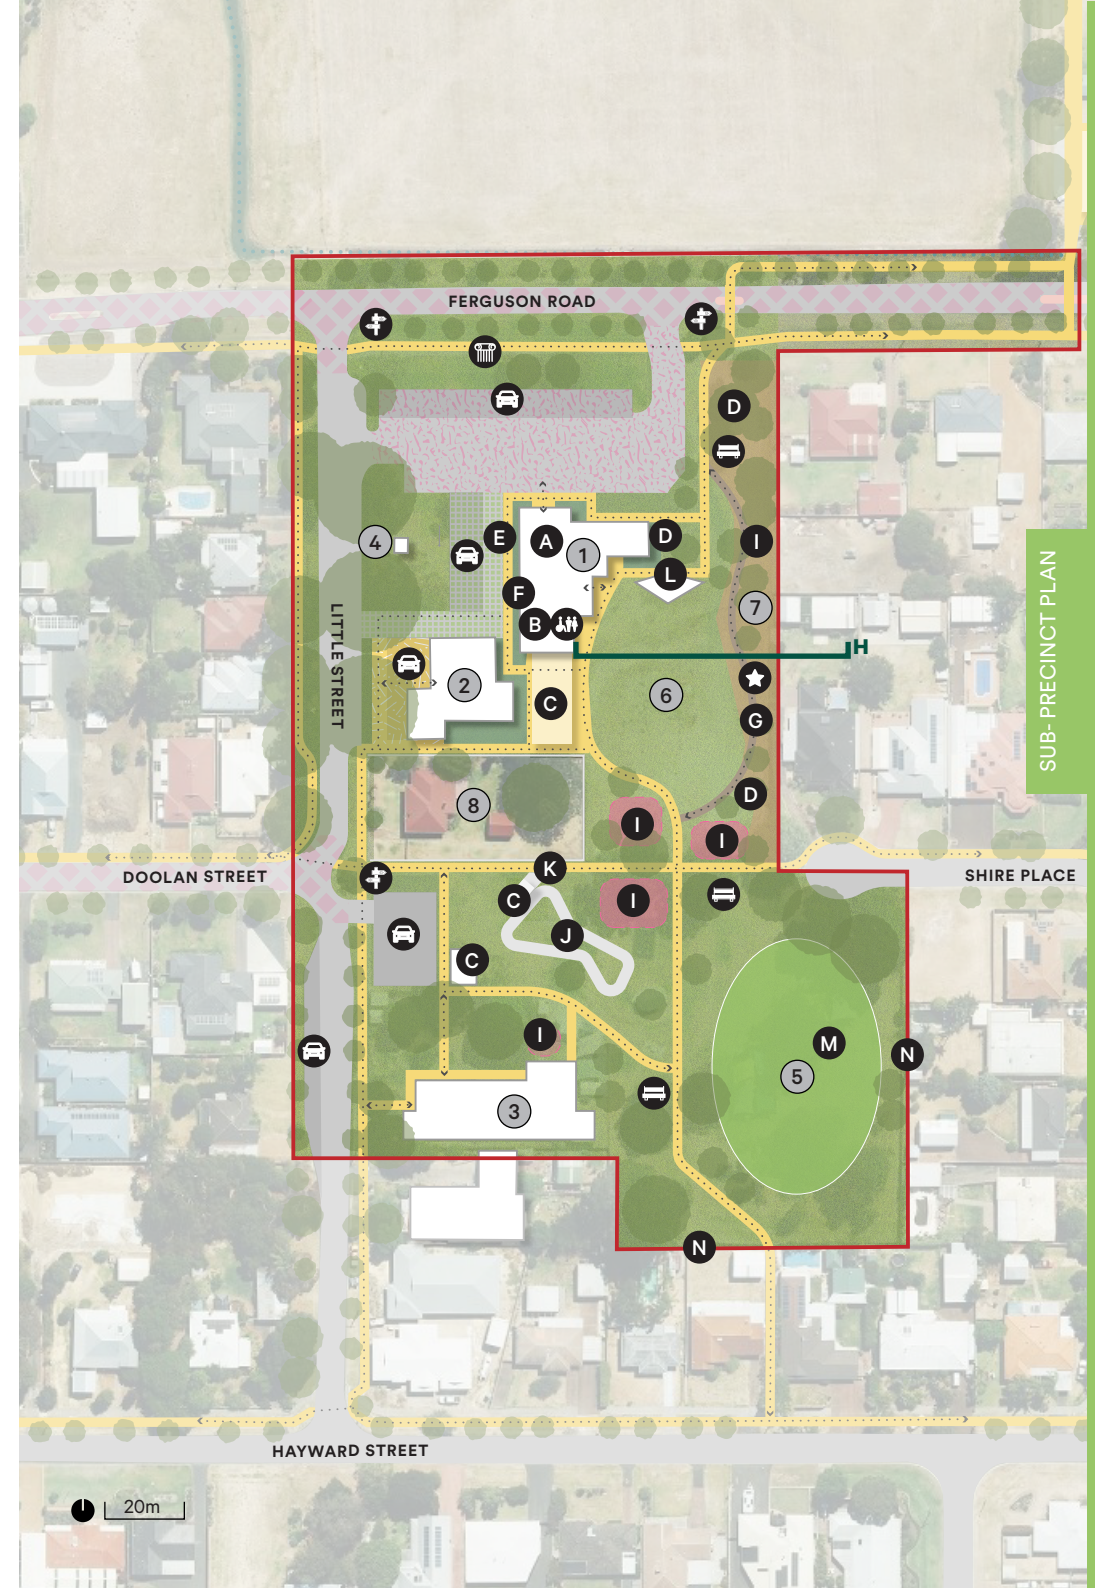 FERGUSON ROAD
D
I
E
A
1
D
4
L
F
7
B
H
2
6
C
G
LITTLE STREET
SUB-PRECINCT PLAN
D
8
I
I
K
DOOLAN STREET
SHIRE PLACE
C
I
J
C
I
M
N
5
3
N
HAYWARD STREET
20m